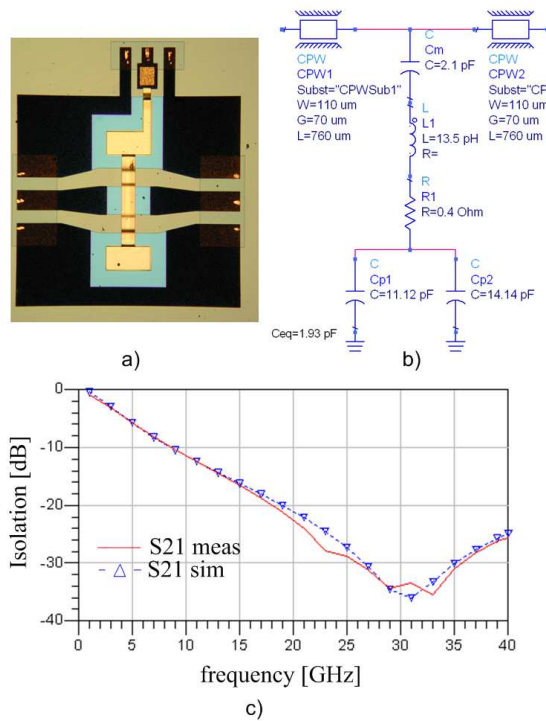 a)
b)
CPW
CPW1
Subst="CPWSub1"
W=110 um
G=70 um
L=760 um
C
Cm
C=2.1 pF
CPW
CPW2
Subst="CP
W=110 um
G=70 um
L=760 um
L
L1
L=13.5 pH
R=
R
R1
R=0.4 Ohm
C
Cp1
C=11.12 pF
C
Cp2
C=14.14 pF
Ceq=1.93 pF
Isolation [dB]
0
-10
-20
-30
-40
S21 meas
S21 sim
0 5 10 15 20 25 30 35 40
frequency [GHz]
c)